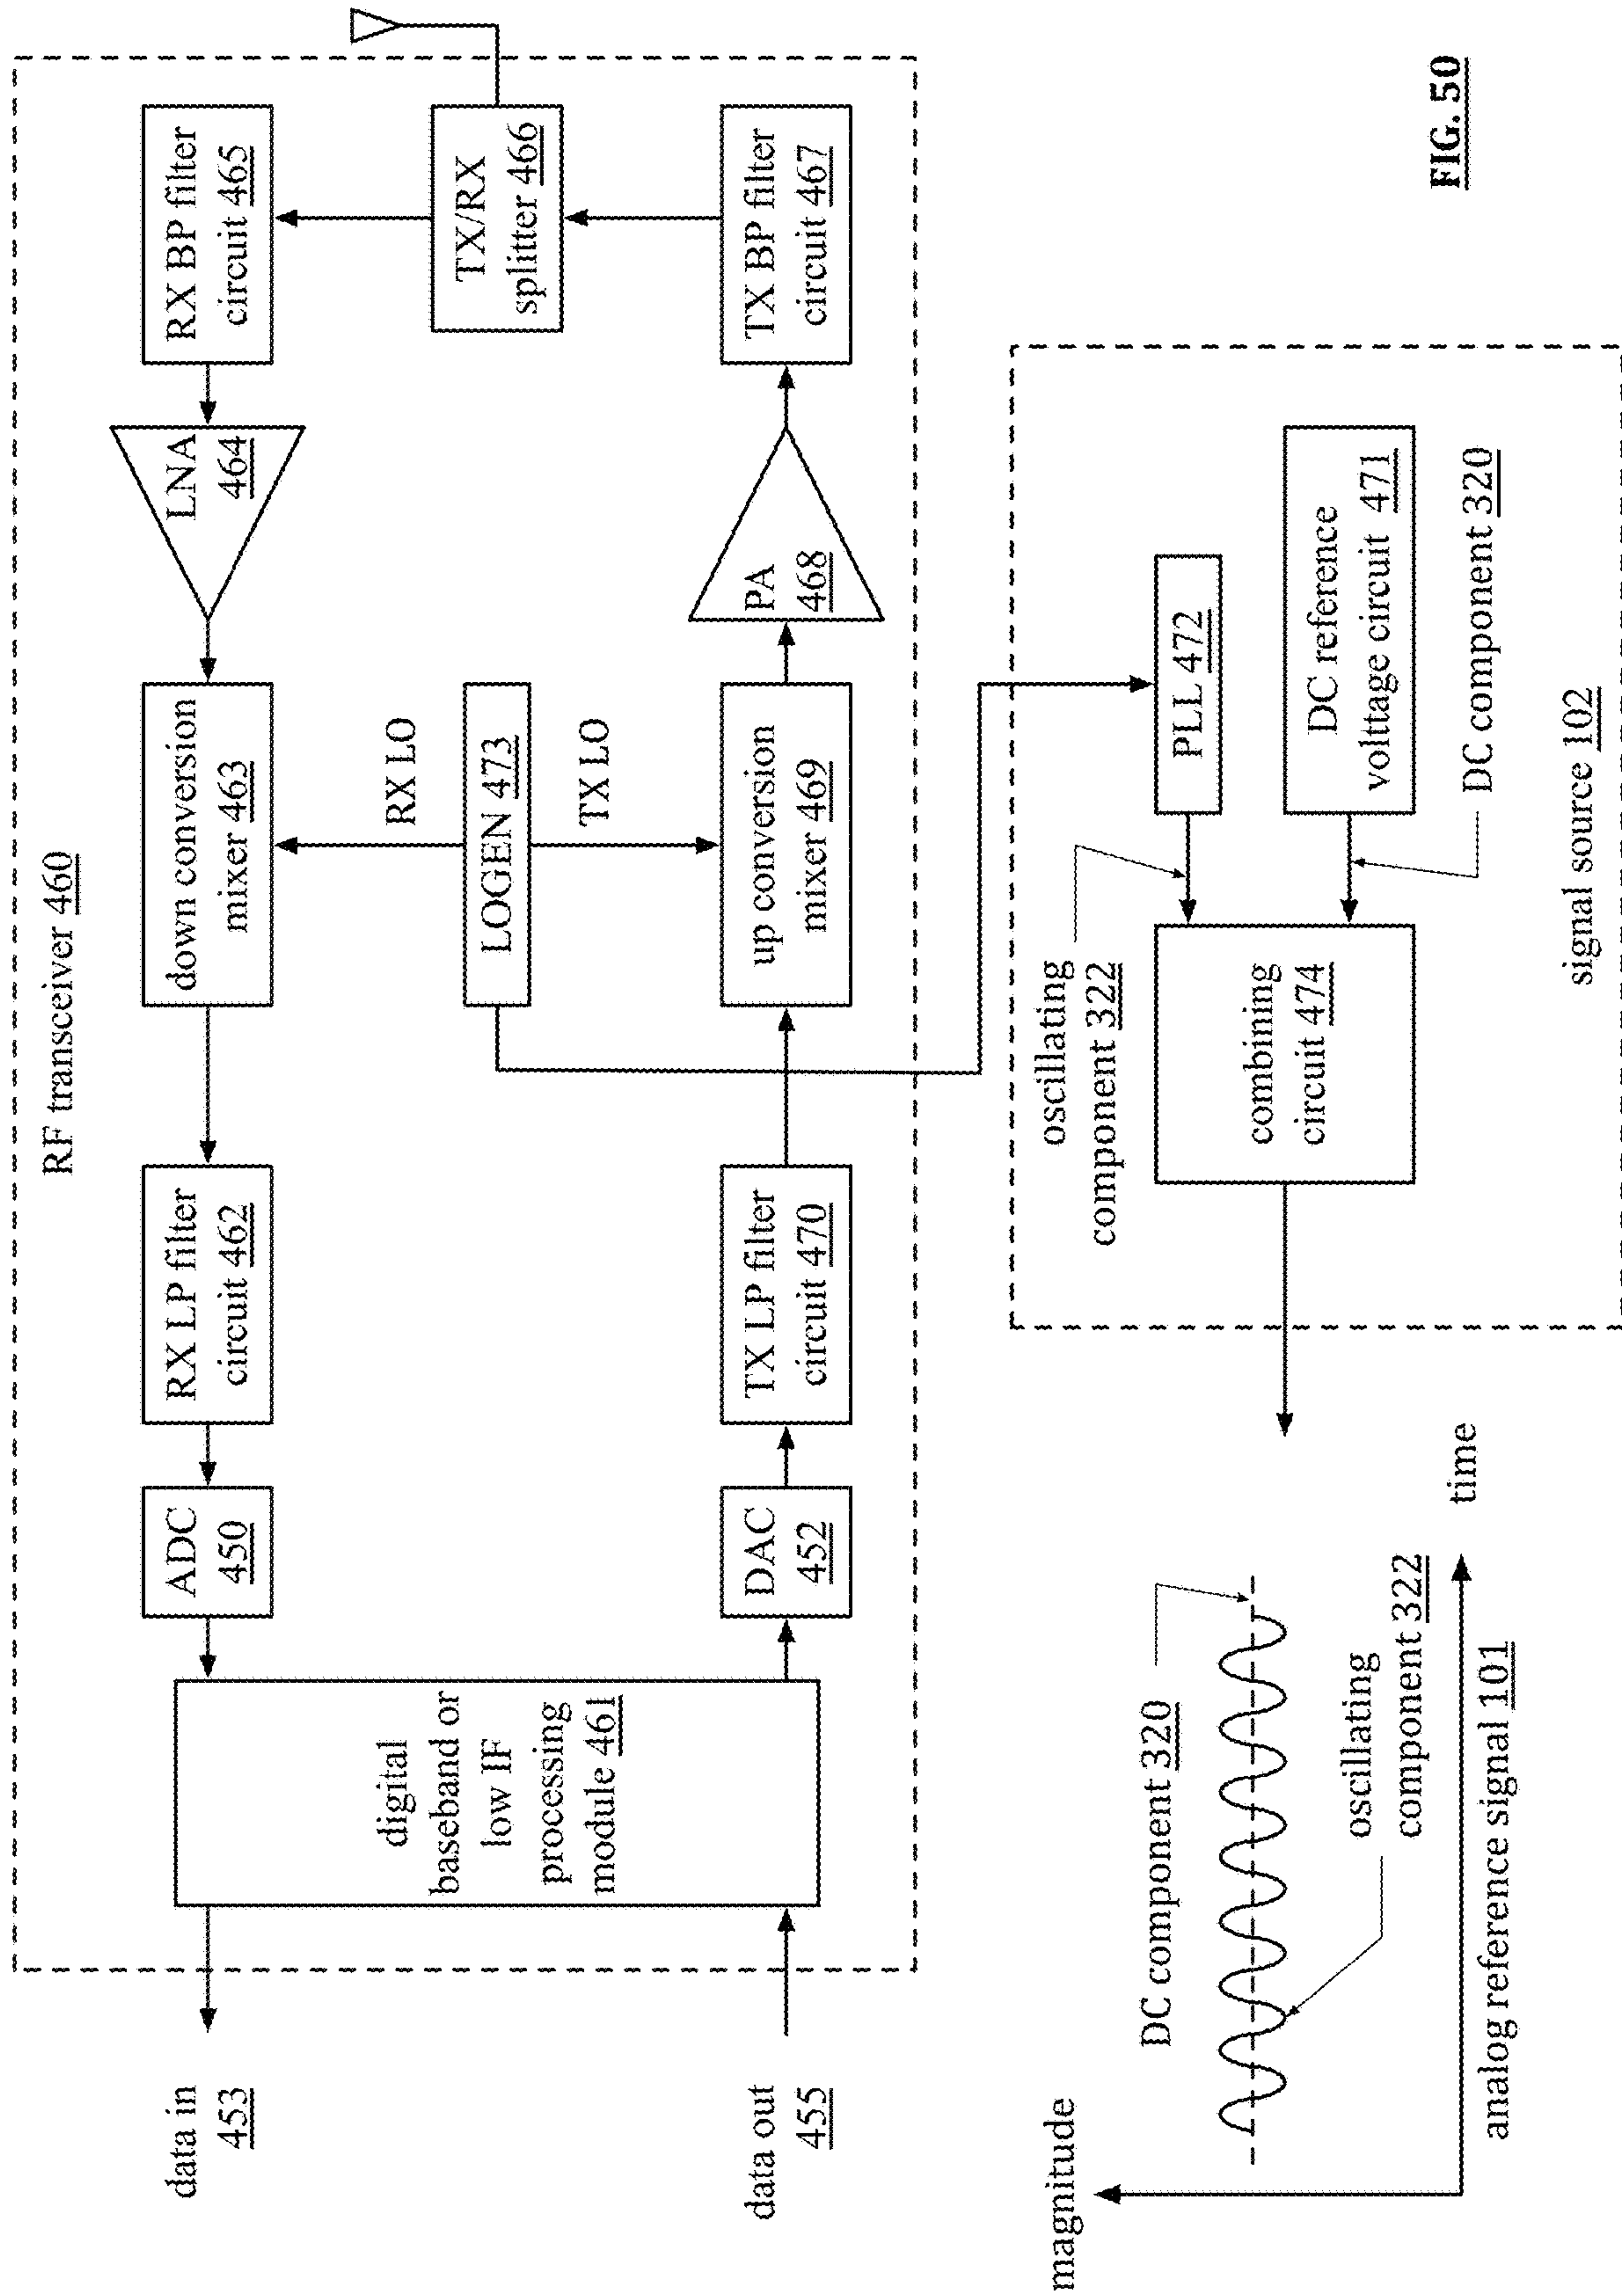 RF transceiver 460
data in
453
ADC
450
RX LP filter
circuit 462
down conversion
mixer 463
LNA
464
RX BP filter
circuit 465
digital
baseband or
low IF
processing
module 461
RX LO
LOGEN 473
TX LO
TX/RX
splitter 466
data out
455
DAC
452
TX LP filter
circuit 470
up conversion
mixer 469
PA
468
TX BP filter
circuit 467
magnitude
DC component 320
oscillating
component 322
time
analog reference signal 101
oscillating
component 322
combining
circuit 474
PLL 472
DC reference
voltage circuit 471
DC component 320
signal source 102
FIG. 50